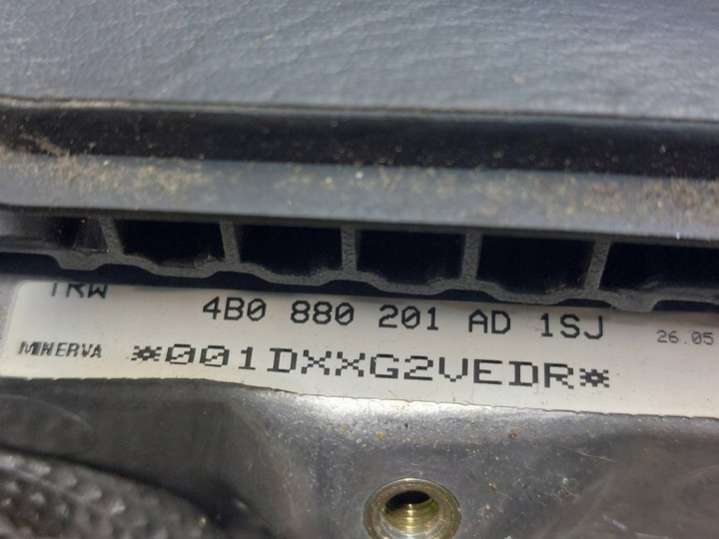 TRW 4B0 880 201 AD 1SJ 26.05
MINERVA *001DXXG2VEDR*